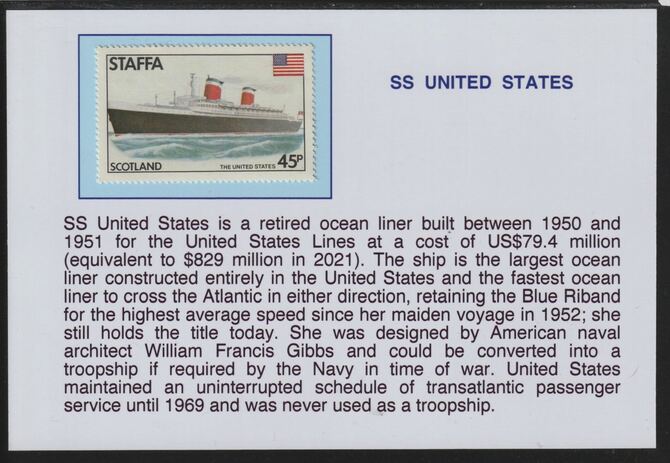 STAFFA
SCOTLAND
THE UNITED STATES
45P
SS UNITED STATES
SS United States is a retired ocean liner built between 1950 and
1951 for the United States Lines at a cost of US$79.4 million
(equivalent to $829 million in 2021). The ship is the largest ocean
liner constructed entirely in the United States and the fastest ocean
liner to cross the Atlantic in either direction, retaining the Blue Riband
for the highest average speed since her maiden voyage in 1952; she
still holds the title today. She was designed by American naval
architect William Francis Gibbs and could be converted into a
troopship if required by the Navy in time of war. United States
maintained an uninterrupted schedule of transatlantic passenger
service until 1969 and was never used as a troopship.